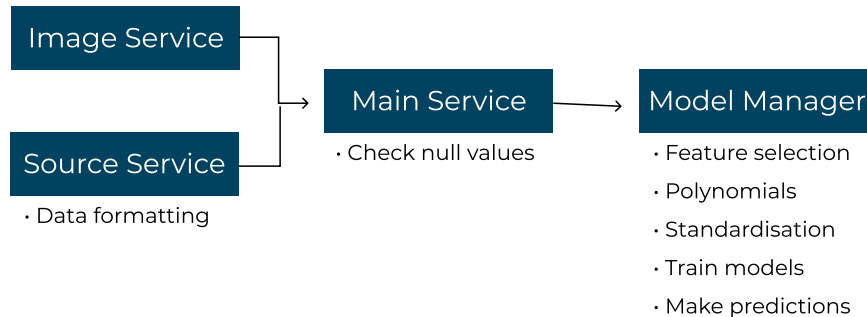 Image Service
Source Service
• Data formatting
Main Service
• Check null values
Model Manager
• Feature selection
• Polynomials
• Standardisation
• Train models
• Make predictions